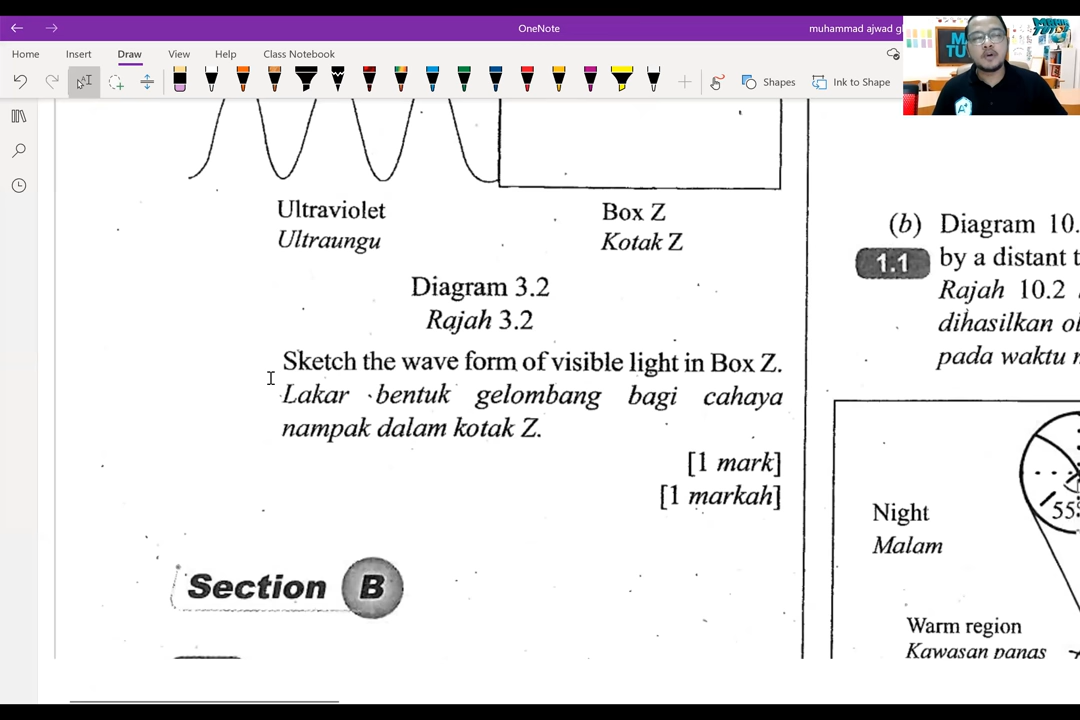 OneNote
muhammad ajwad g
Home
Insert
Draw
View
Help
Class Notebook
Shapes
Ink to Shape
Ultraviolet
Ultraungu
Box Z
Kotak Z
Diagram 3.2
Rajah 3.2
Sketch the wave form of visible light in Box Z.
Lakar bentuk gelombang bagi cahaya
nampak dalam kotak Z.
[1 mark]
[1 markah]
Section B
(b) Diagram 10.
1.1
by a distant t
Rajah 10.2
dihasilkan ol
pada waktu
Night
Malam
55
Warm region
Kawasan panas